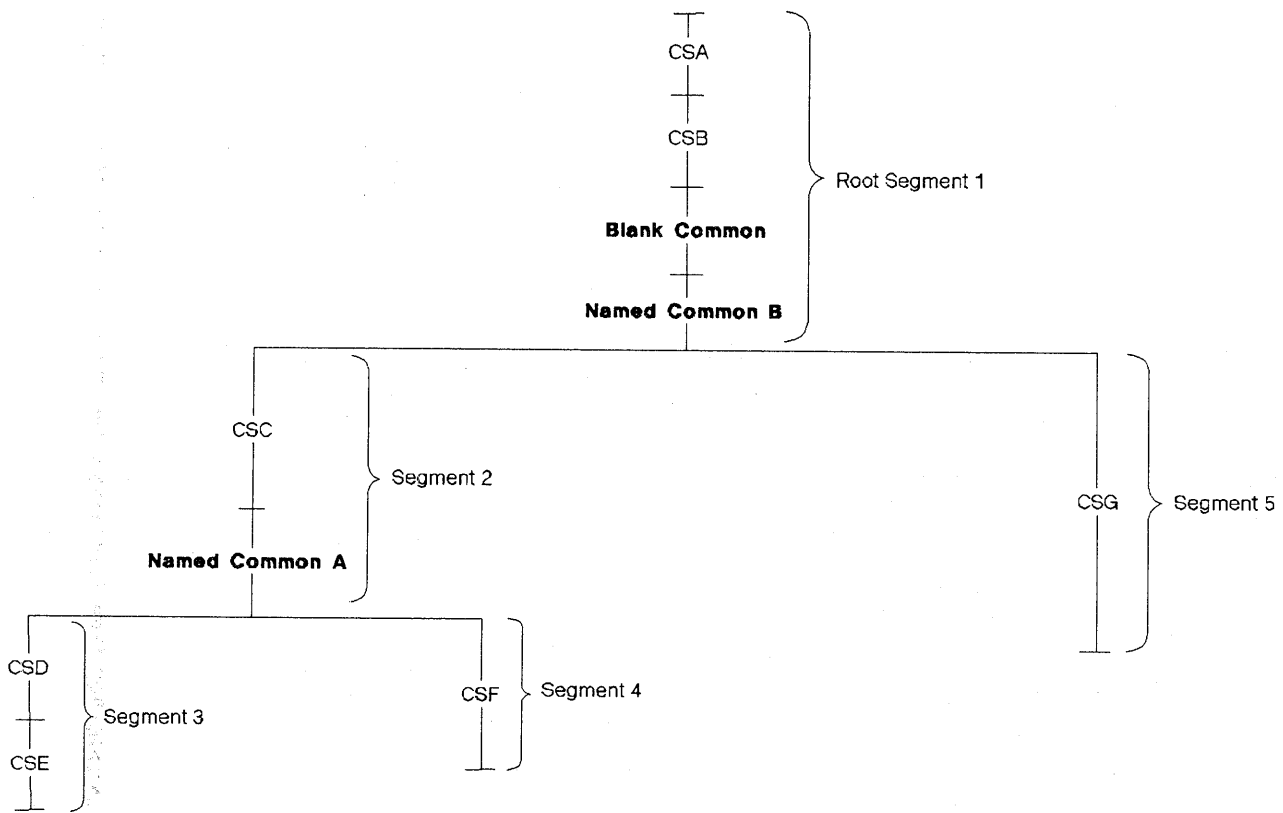 CSA
CSB
Root Segment 1
Blank Common
Named Common B
CSC
Segment 2
CSG
Segment 5
Named Common A
CSD
CSF
Segment 4
Segment 3
CSE